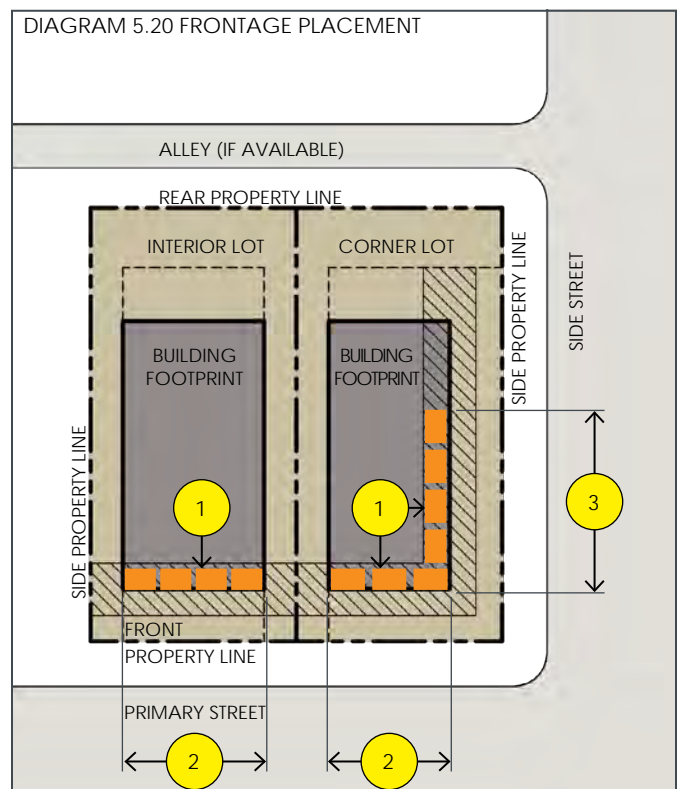 DIAGRAM 5.20 FRONTAGE PLACEMENT
ALLEY (IF AVAILABLE)
REAR PROPERTY LINE
INTERIOR LOT
CORNER LOT
SIDE PROPERTY LINE
SIDE STREET
BUILDING
FOOTPRINT
BUILDING
FOOTPRINT
SIDE PROPERTY LINE
1
1
3
FRONT
PROPERTY LINE
PRIMARY STREET
2
2